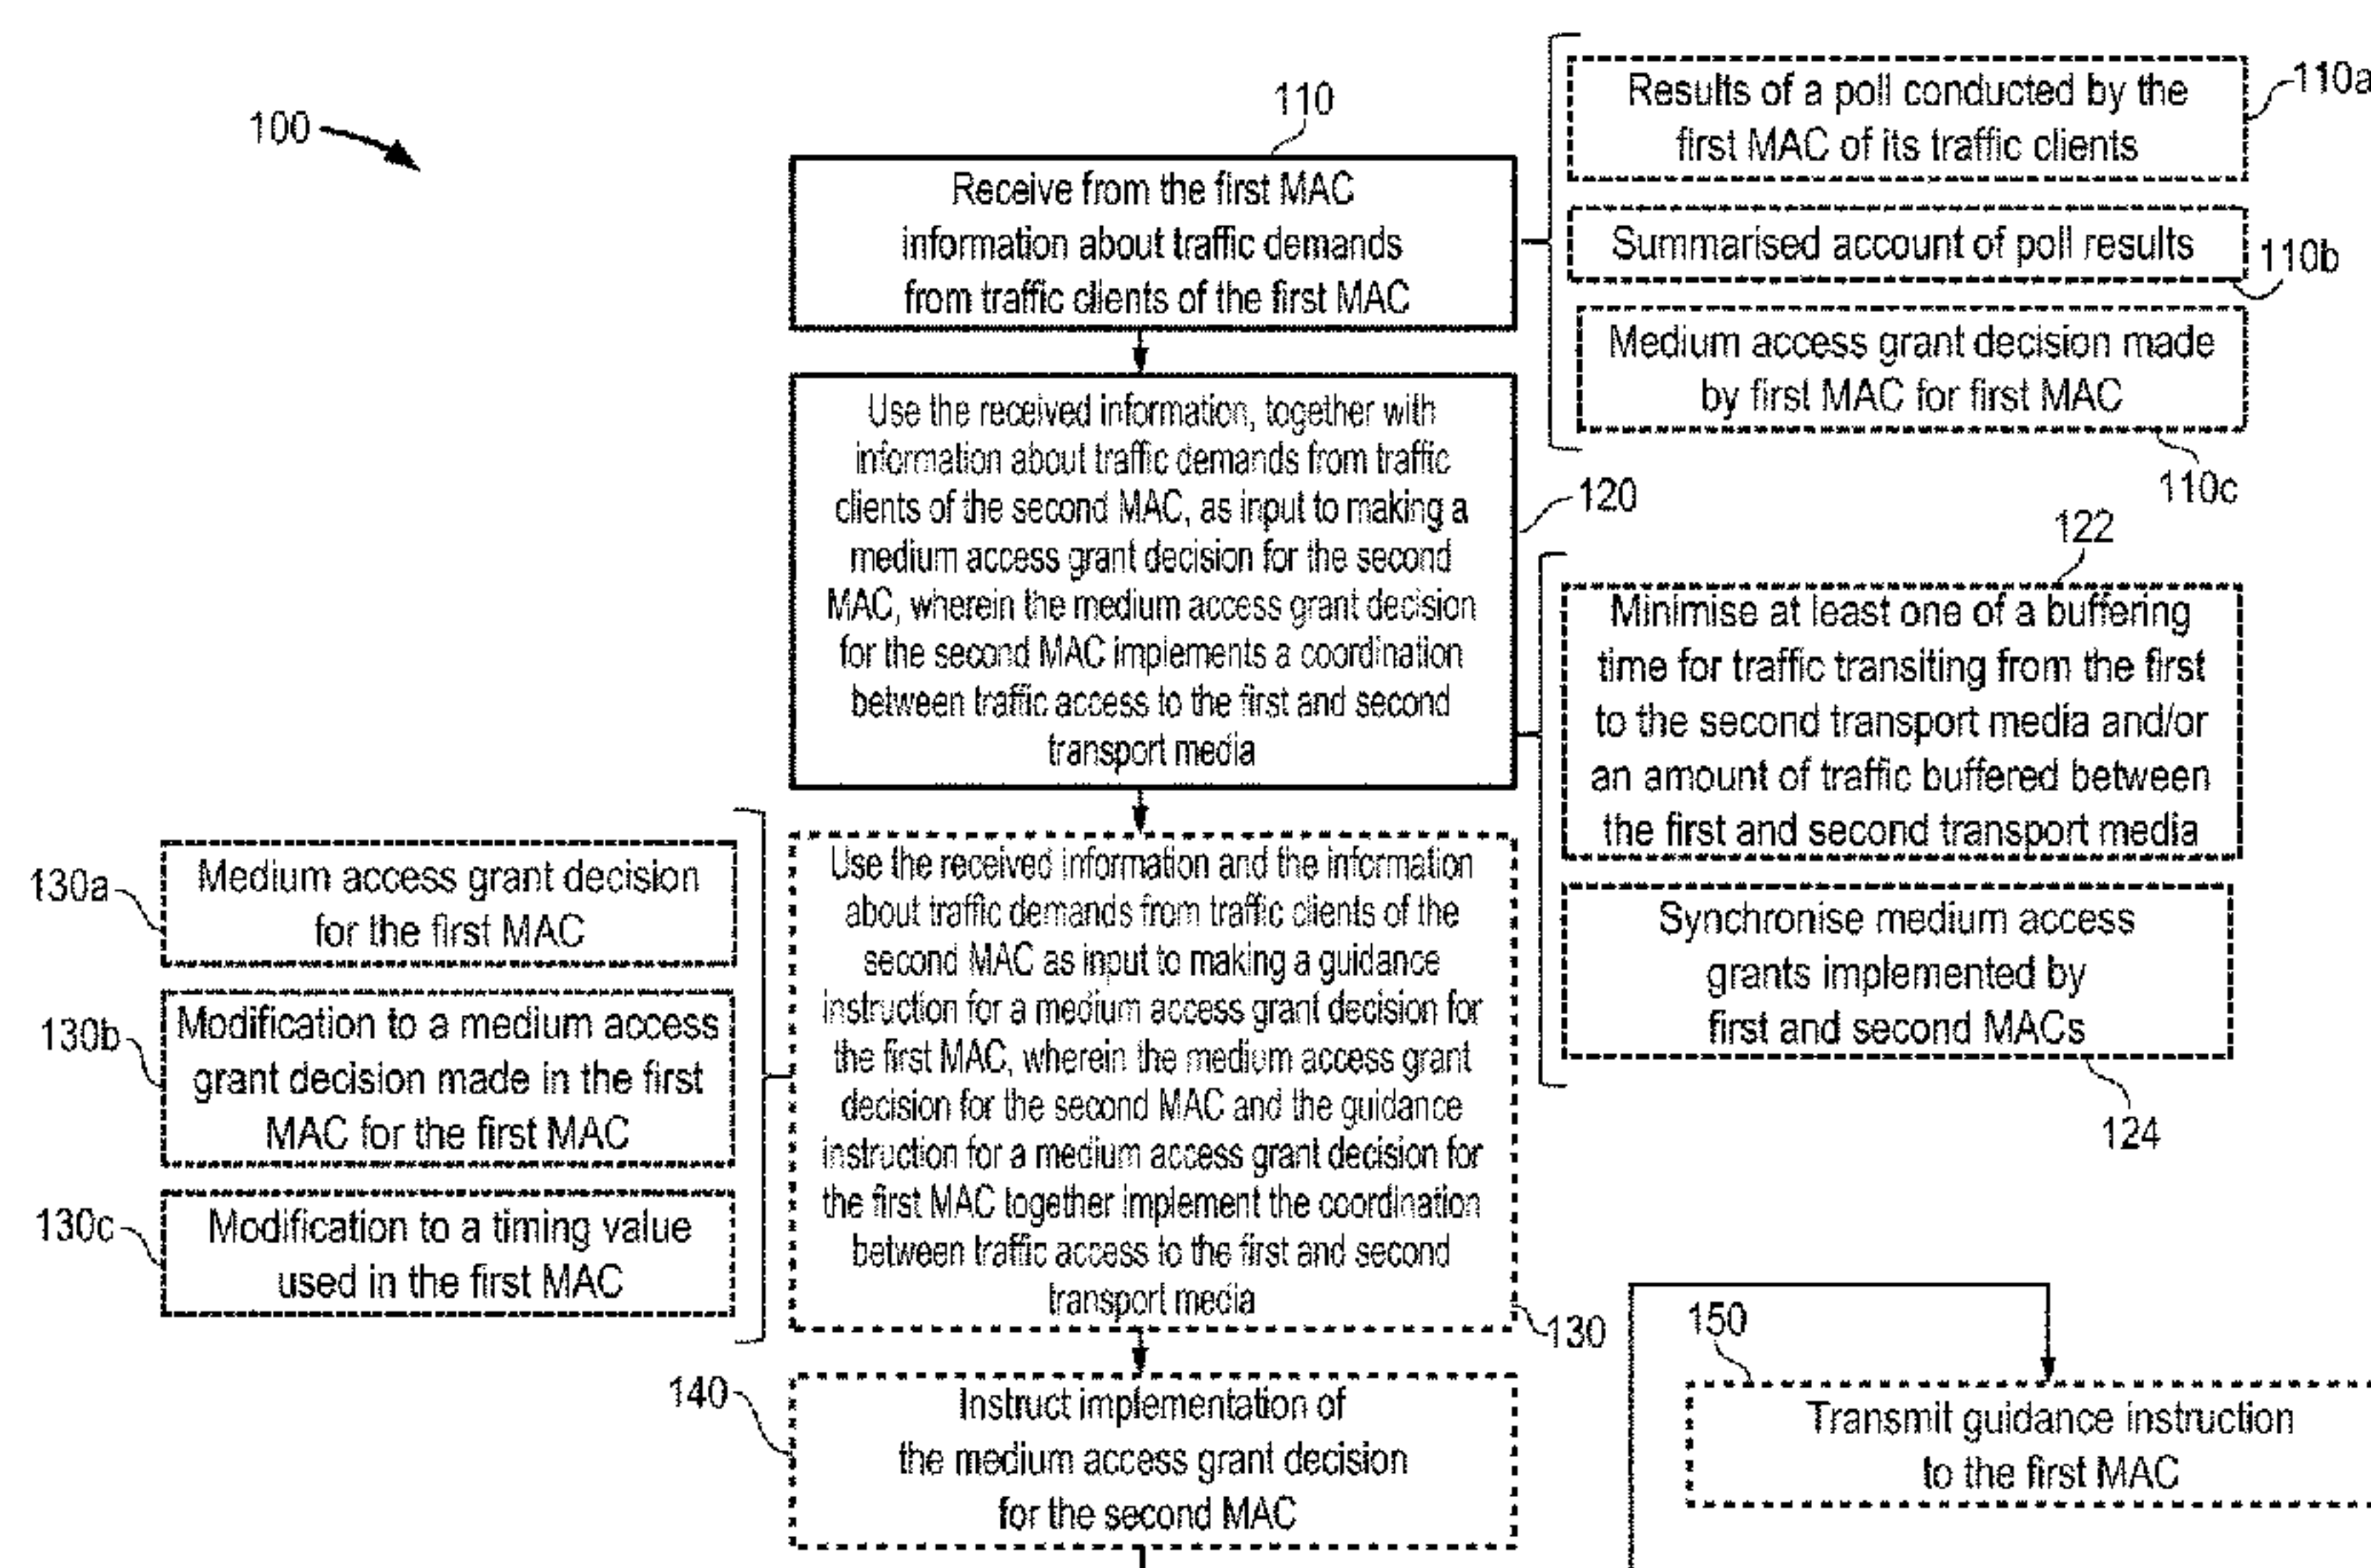 100
110
Receive from the first MAC
information about traffic demands
from traffic clients of the first MAC
Results of a poll conducted by the
first MAC of its traffic clients
110a
Summarised account of poll results
110b
Medium access grant decision made
by first MAC for first MAC
110c
Use the received information, together with
information about traffic demands from traffic
clients of the second MAC, as input to making a
medium access grant decision for the second
MAC, wherein the medium access grant decision
for the second MAC implements a coordination
between traffic access to the first and second
transport media
120
122
Minimise at least one of a buffering
time for traffic transiting from the first
to the second transport media and/or
an amount of traffic buffered between
the first and second transport media
Synchronise medium access
grants implemented by
first and second MACs
124
130a
Medium access grant decision
for the first MAC
130b
Modification to a medium access
grant decision made in the first
MAC for the first MAC
130c
Modification to a timing value
used in the first MAC
Use the received information and the information
about traffic demands from traffic clients of the
second MAC as input to making a guidance
instruction for a medium access grant decision for
the first MAC, wherein the medium access grant
decision for the second MAC and the guidance
instruction for a medium access grant decision for
the first MAC together implement the coordination
between traffic access to the first and second
transport media
130
140
Instruct implementation of
the medium access grant decision
for the second MAC
150
Transmit guidance instruction
to the first MAC